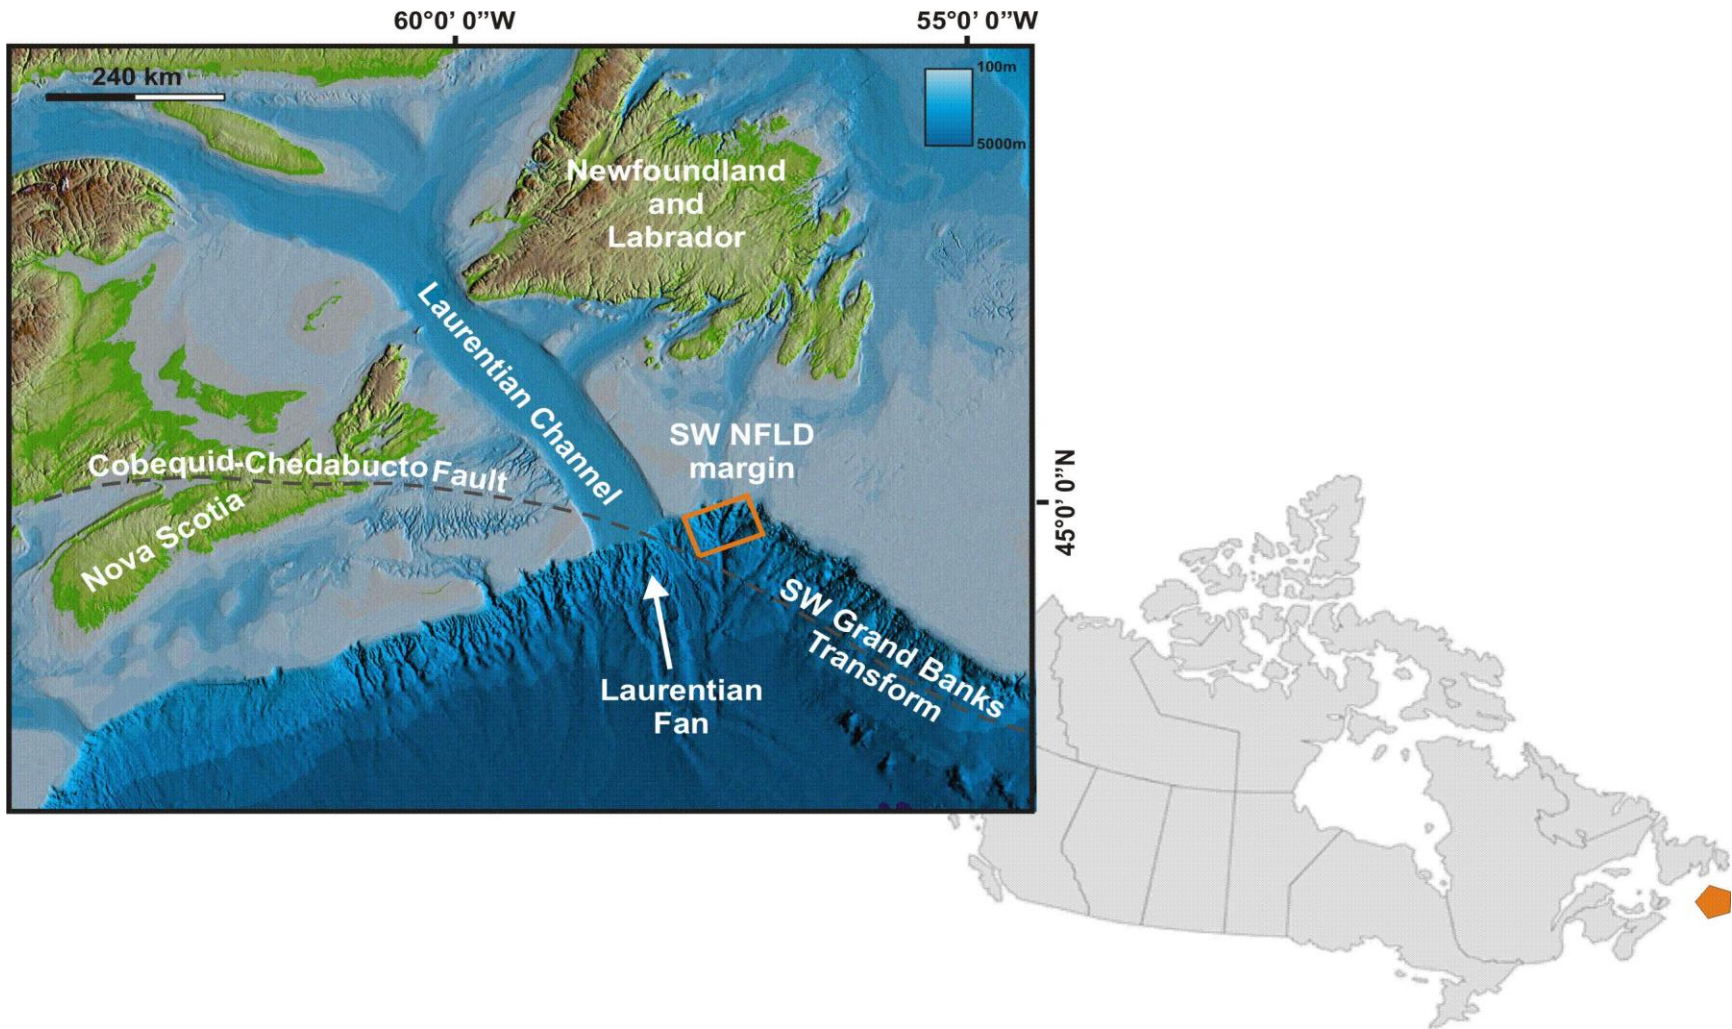 60°0' 0”W
55°0' 0”W
240 km
100m
5000m
Newfoundland
and
Labrador
Laurentian Channel
SW NFLD
margin
Cobequid-Chedabucto Fault
Nova Scotia
45°0' 0”N
SW Grand Banks
Transform
Laurentian
Fan